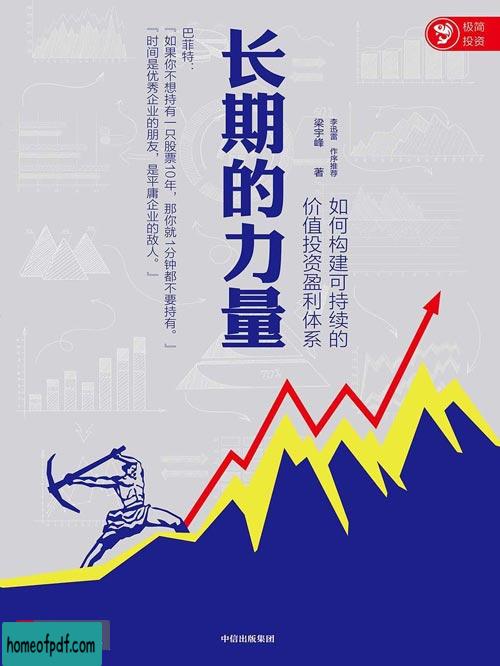 极简
投资
长期的力量
李迅雷 作序推荐
梁宇峰 著
如何构建可持续的
价值投资盈利体系
巴菲特：
『如果你不想持有一只股票10年，那你就1分钟都不要持有。』
『时间是优秀企业的朋友，是平庸企业的敌人。』
70%
中信出版集团
homeofpdf.com